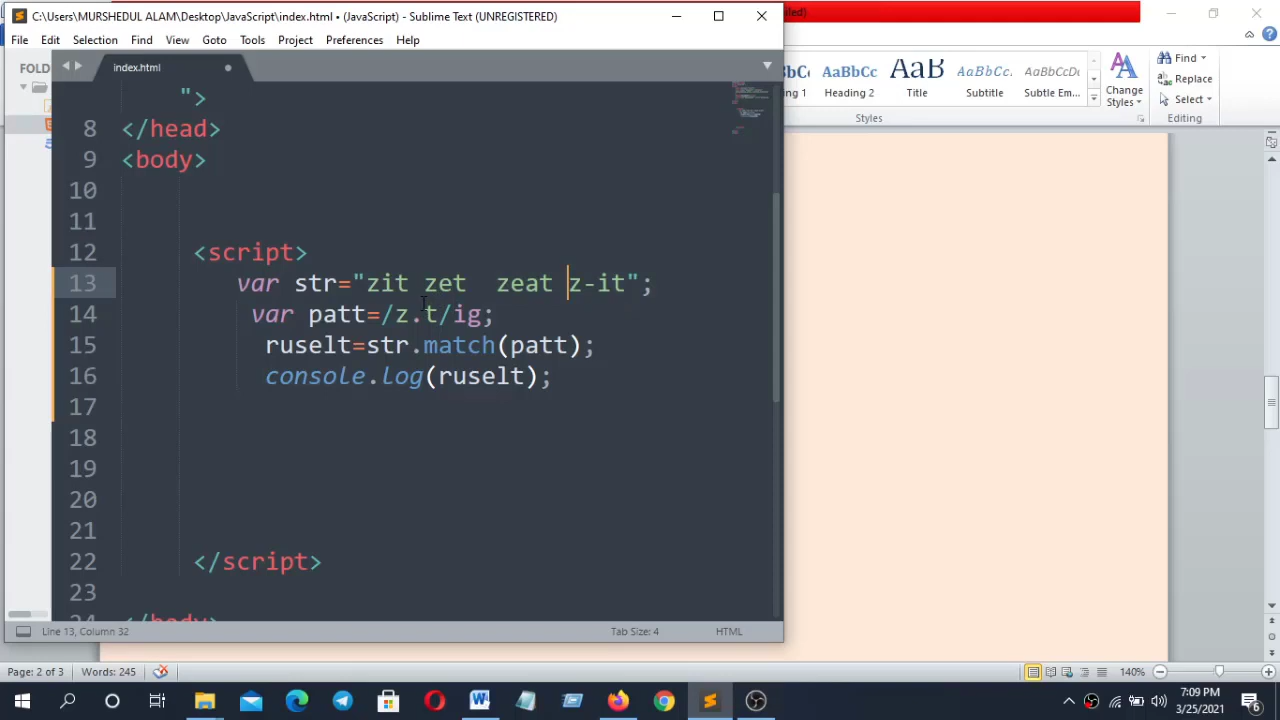 C:\Users\MURSHEDUL ALAM\Desktop\JavaScript\index.html • (JavaScript) - Sublime Text (UNREGISTERED)
File Edit Selection Find View Goto Tools Project Preferences Help
FOLD
index.html
">
8 </head>
9 <body>
10
11
12 <script>
13 var str="zit zet  zeat z-it";
14 var patt=/z.t/ig;
15 ruselt=str.match(patt);
16 console.log(ruselt);
17
18
19
20
21
22 </script>
23
24 </body>
Line 13, Column 32
Tab Size: 4
HTML
AaBbCc
AaB
AaBbCc.
AaBbCcDc
Heading 2
Title
Subtitle
Subtle Em...
Change
Styles
Find
Replace
Select
Styles
Editing
Page: 2 of 3
Words: 245
140%
7:09 PM
3/25/2021
6